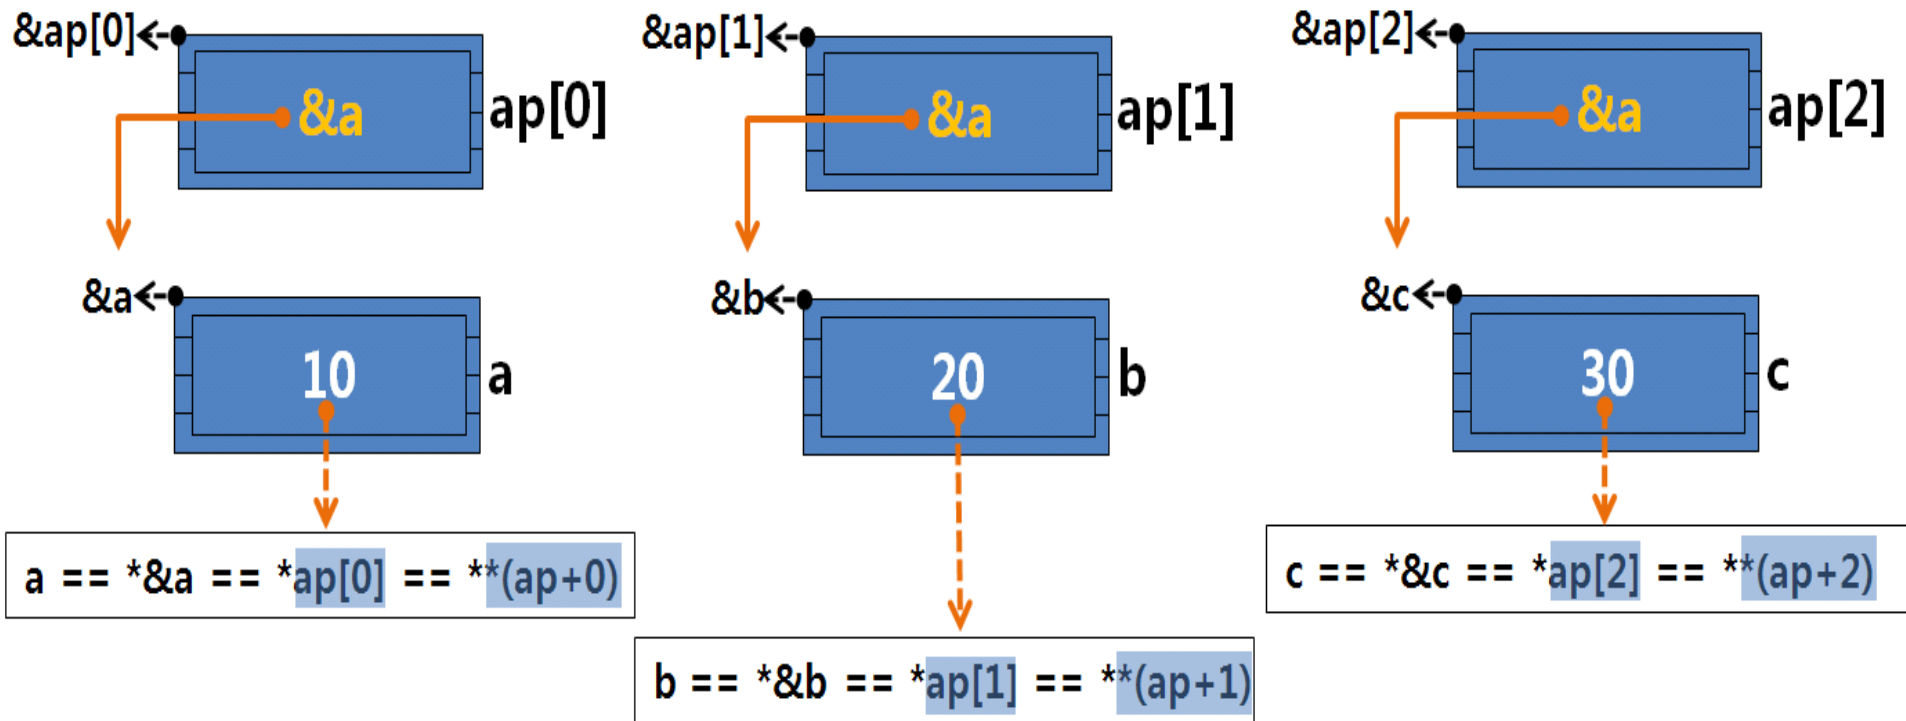 &ap[0] &ap[1] &ap[2]
&a ap[0] &a ap[1] &a ap[2]
&a &b &c
10 a 20 b 30 c
a == *&a == *ap[0] == **(ap+0)
c == *&c == *ap[2] == **(ap+2)
b == *&b == *ap[1] == **(ap+1)